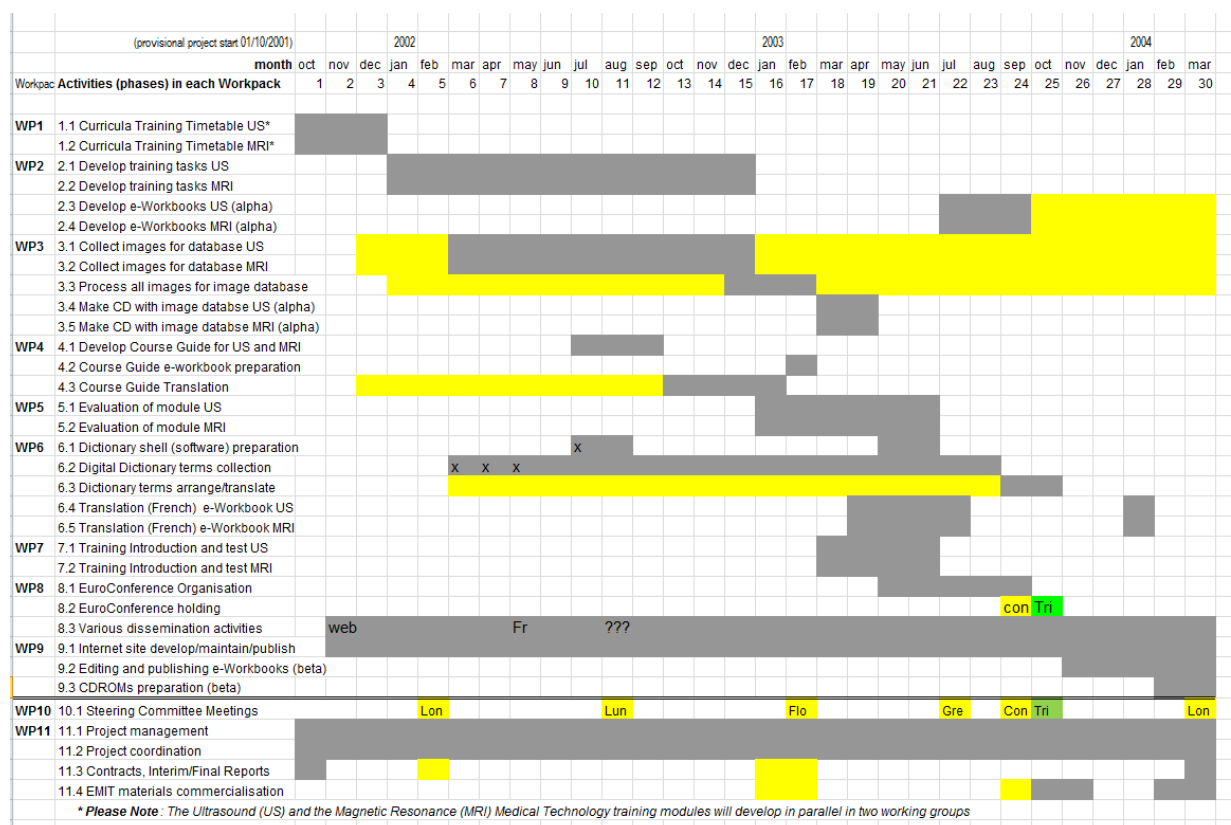 (provisional project start 01/10/2001) 2002 2003 2004
month oct nov dec jan feb mar apr may jun jul aug sep oct nov dec jan feb mar apr may jun jul aug sep oct nov dec jan feb mar
Workpac Activities (phases) in each Workpack 1 2 3 4 5 6 7 8 9 10 11 12 13 14 15 16 17 18 19 20 21 22 23 24 25 26 27 28 29 30
WP1 1.1 Curricula Training Timetable US*
1.2 Curricula Training Timetable MRI*
WP2 2.1 Develop training tasks US
2.2 Develop training tasks MRI
2.3 Develop e-Workbooks US (alpha)
2.4 Develop e-Workbooks MRI (alpha)
WP3 3.1 Collect images for database US
3.2 Collect images for database MRI
3.3 Process all images for image database
3.4 Make CD with image databse US (alpha)
3.5 Make CD with image databse MRI (alpha)
WP4 4.1 Develop Course Guide for US and MRI
4.2 Course Guide e-workbook preparation
4.3 Course Guide Translation
WP5 5.1 Evaluation of module US
5.2 Evaluation of module MRI
WP6 6.1 Dictionary shell (software) preparation x
6.2 Digital Dictionary terms collection x x x
6.3 Dictionary terms arrange/translate
6.4 Translation (French) e-Workbook US
6.5 Translation (French) e-Workbook MRI
WP7 7.1 Training Introduction and test US
7.2 Training Introduction and test MRI
WP8 8.1 EuroConference Organisation
8.2 EuroConference holding con Tri
8.3 Various dissemination activities web Fr ???
WP9 9.1 Internet site develop/maintain/publish
9.2 Editing and publishing e-Workbooks (beta)
9.3 CDROMs preparation (beta)
WP10 10.1 Steering Committee Meetings Lon Lun Flo Gre Con Tri Lon
WP11 11.1 Project management
11.2 Project coordination
11.3 Contracts, Interim/Final Reports
11.4 EMIT materials commercialisation
* Please Note : The Ultrasound (US) and the Magnetic Resonance (MRI) Medical Technology training modules will develop in parallel in two working groups